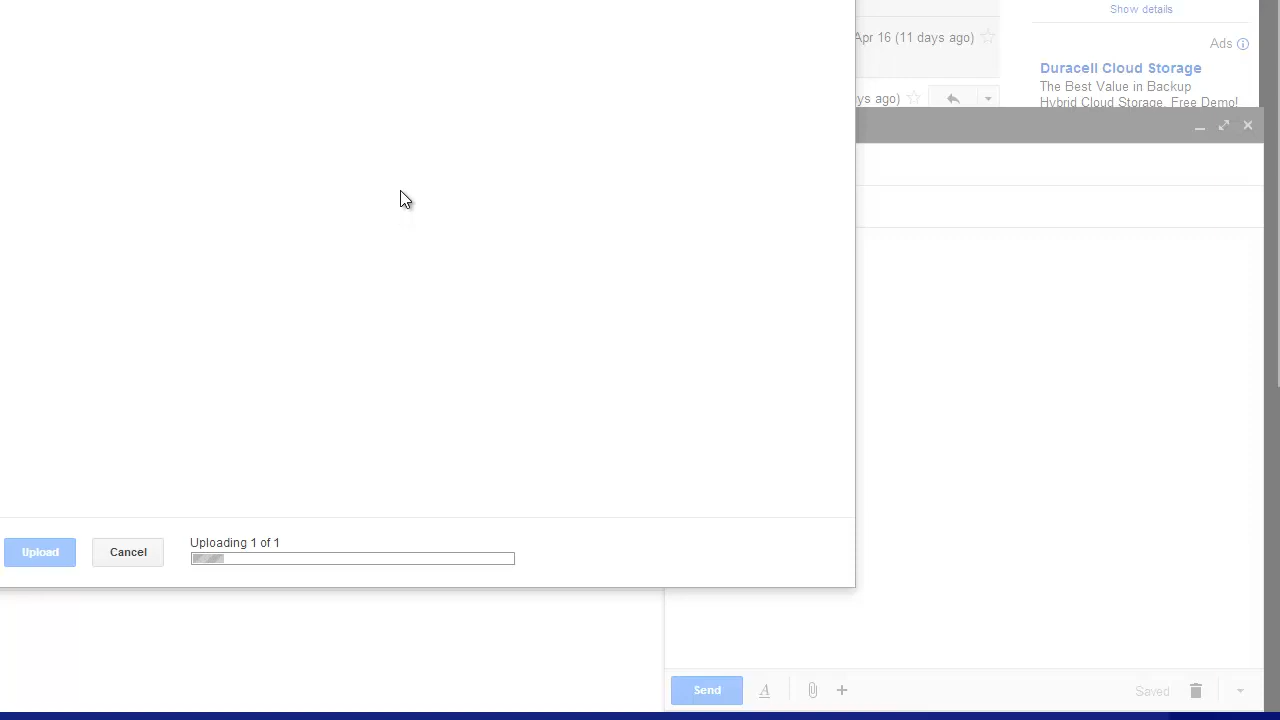 Show details
Apr 16 (11 days ago)
Ads
Duracell Cloud Storage
The Best Value in Backup
ys ago)
Hybrid Cloud Storage. Free Demo!
Upload
Cancel
Uploading 1 of 1
Send
A
Saved